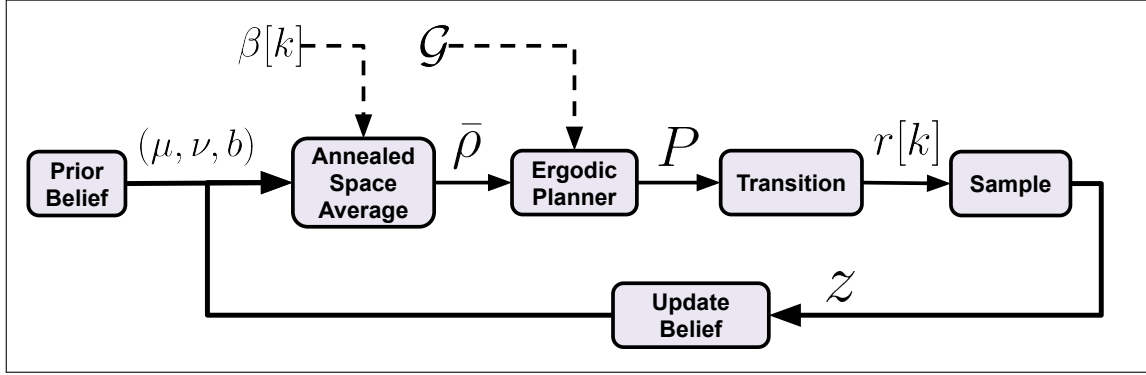 β[k]
𝒢
(μ, ν, b)
ρ̄
P
r[k]
Prior
Belief
Annealed
Space
Average
Ergodic
Planner
Transition
Sample
z
Update
Belief